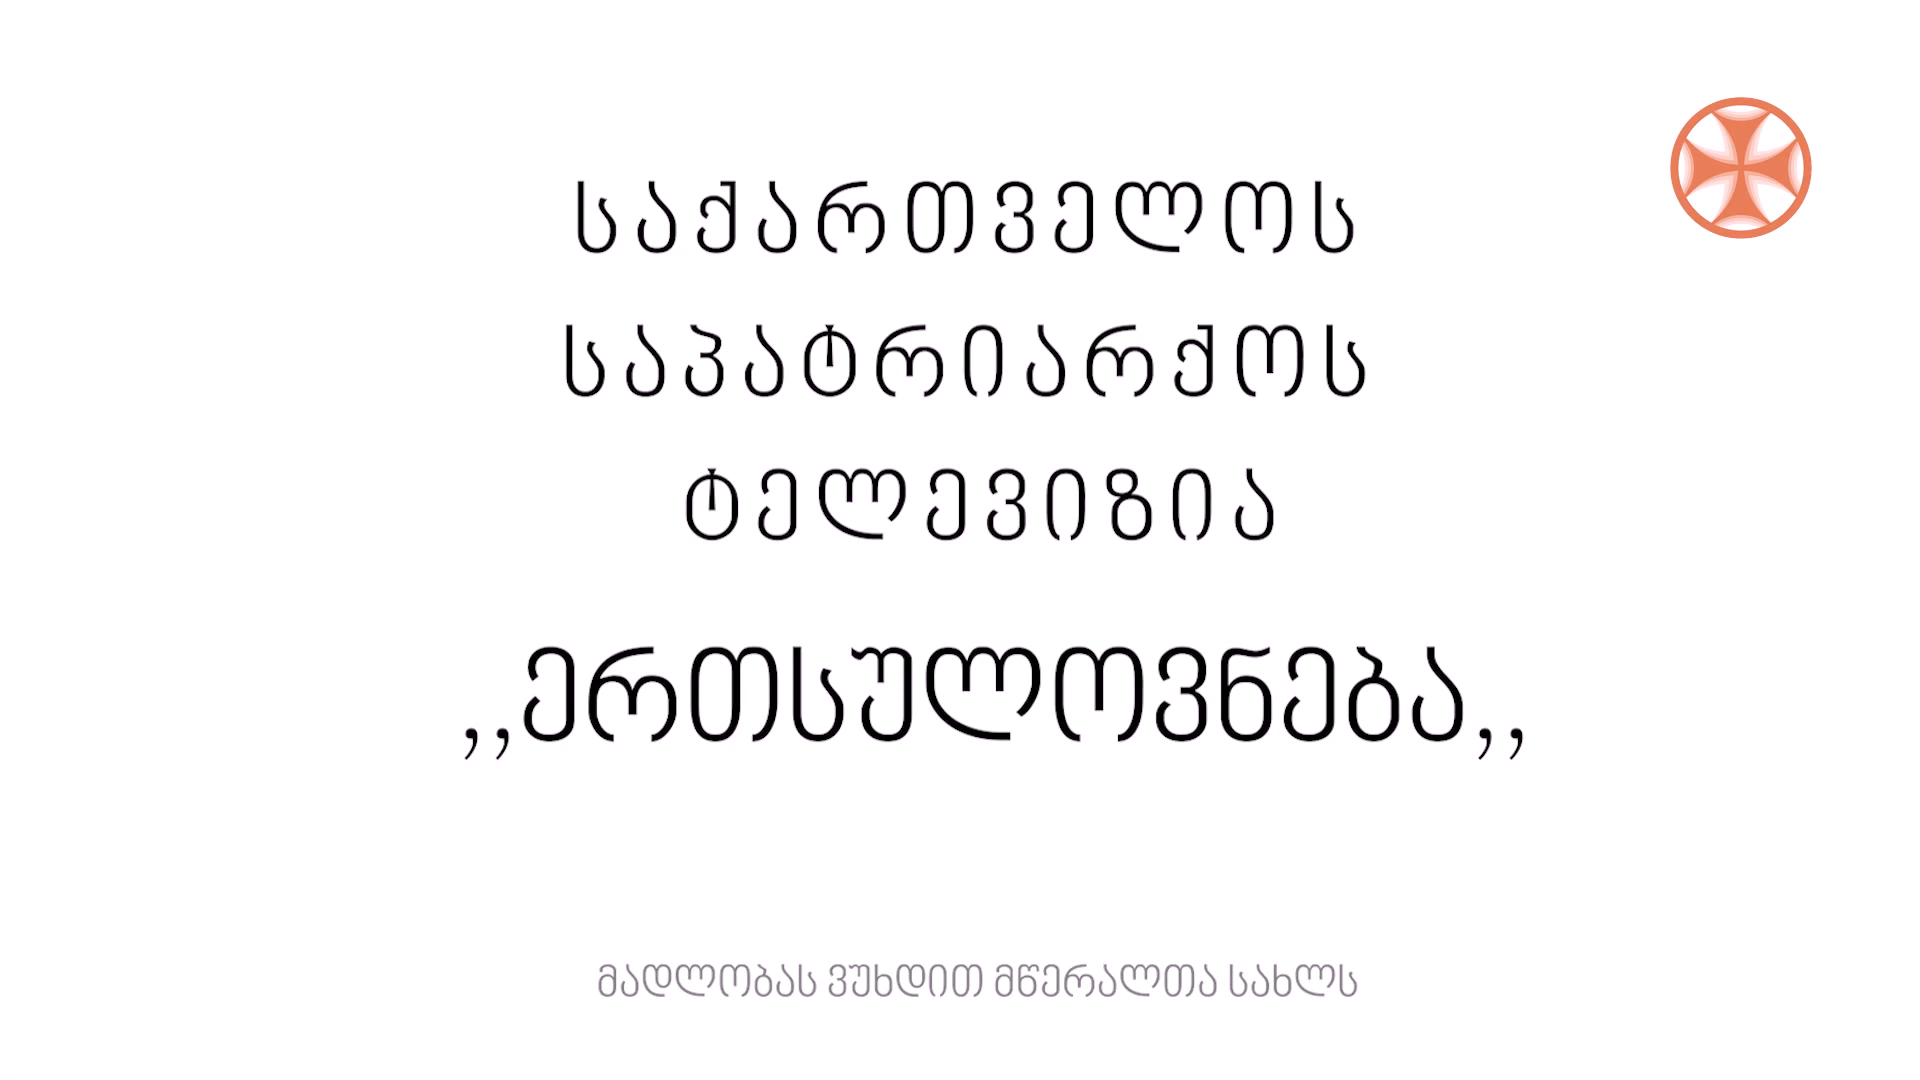 საქართველოს
საპატრიარქოს
ტელევიზია
,,ერთსულოვნება,,
მადლობას ვუხდით მწერალთა სახლს